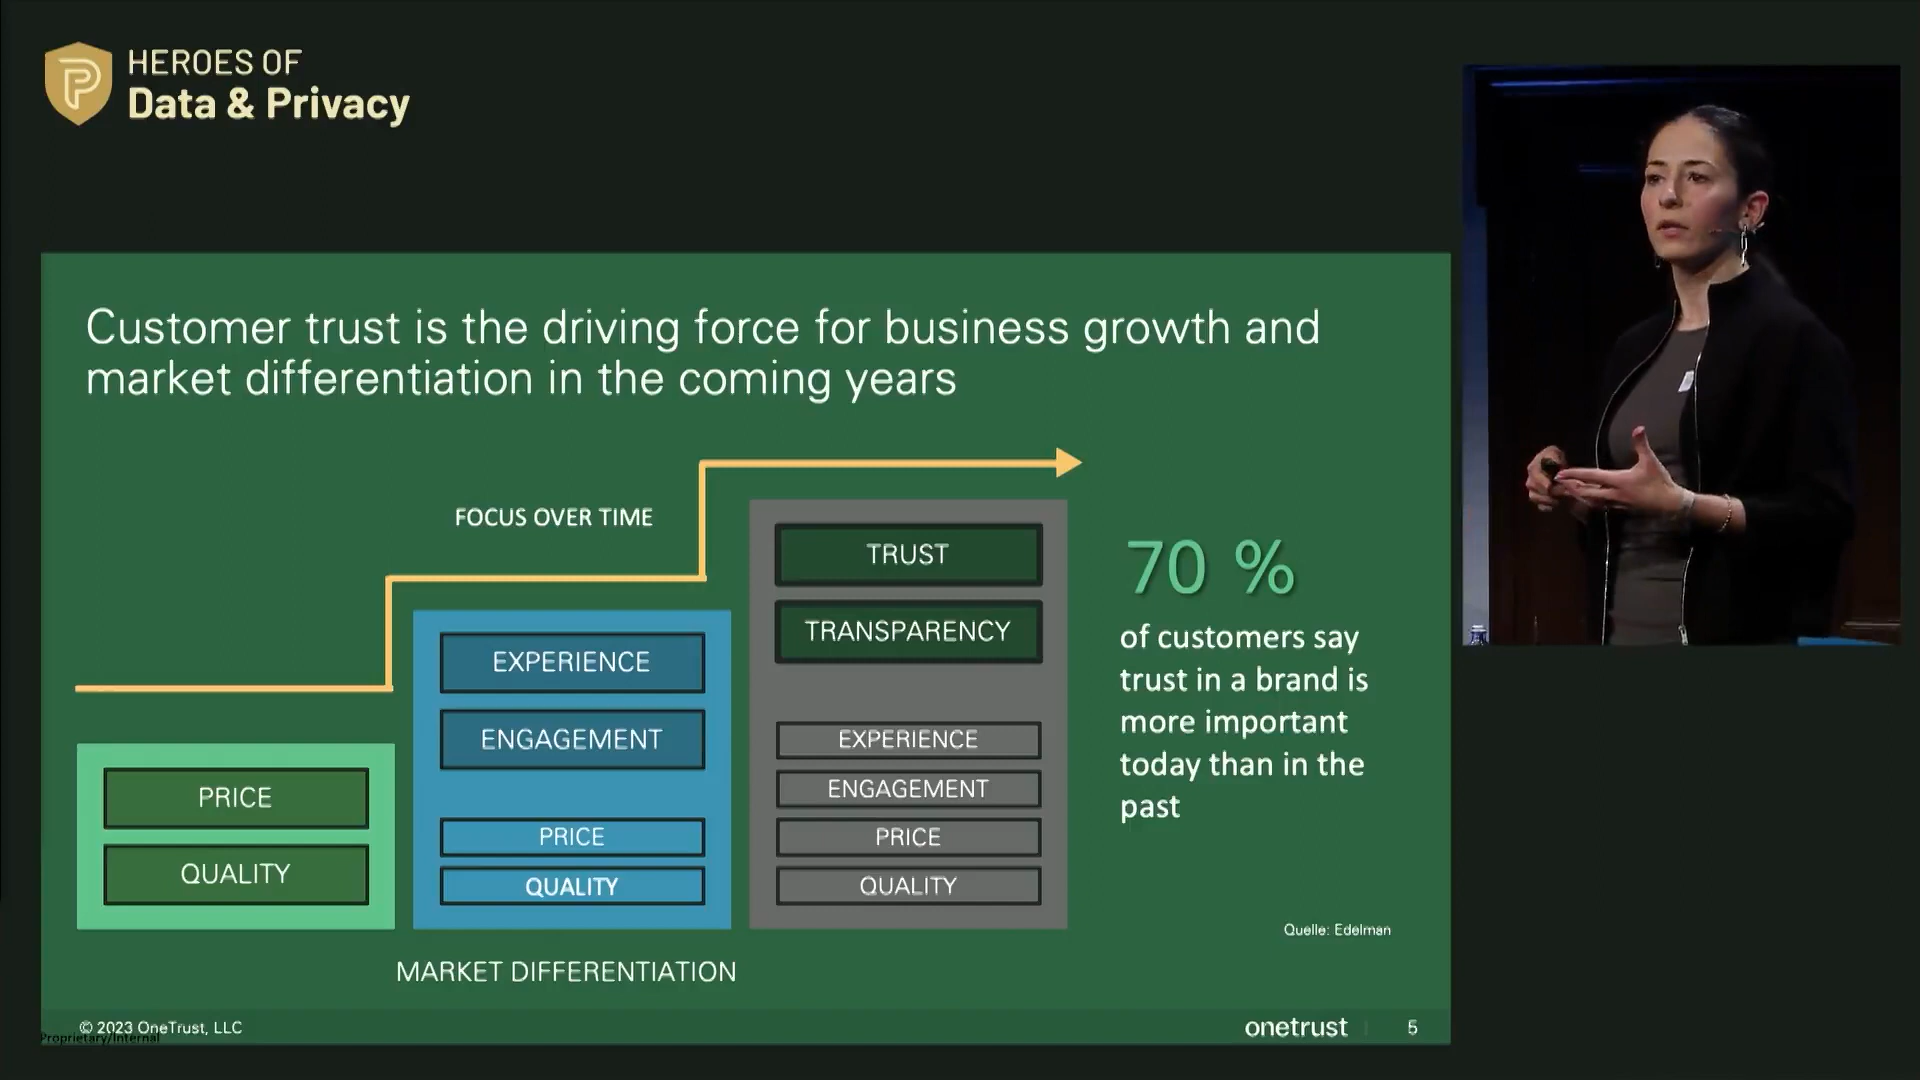 HEROES OF
Data & Privacy
Customer trust is the driving force for business growth and
market differentiation in the coming years
FOCUS OVER TIME
PRICE
QUALITY
EXPERIENCE
ENGAGEMENT
PRICE
QUALITY
TRUST
TRANSPARENCY
EXPERIENCE
ENGAGEMENT
PRICE
QUALITY
70 %
of customers say
trust in a brand is
more important
today than in the
past
Quelle: Edelman
MARKET DIFFERENTIATION
© 2023 OneTrust, LLC
Proprietary/Internal
onetrust
5